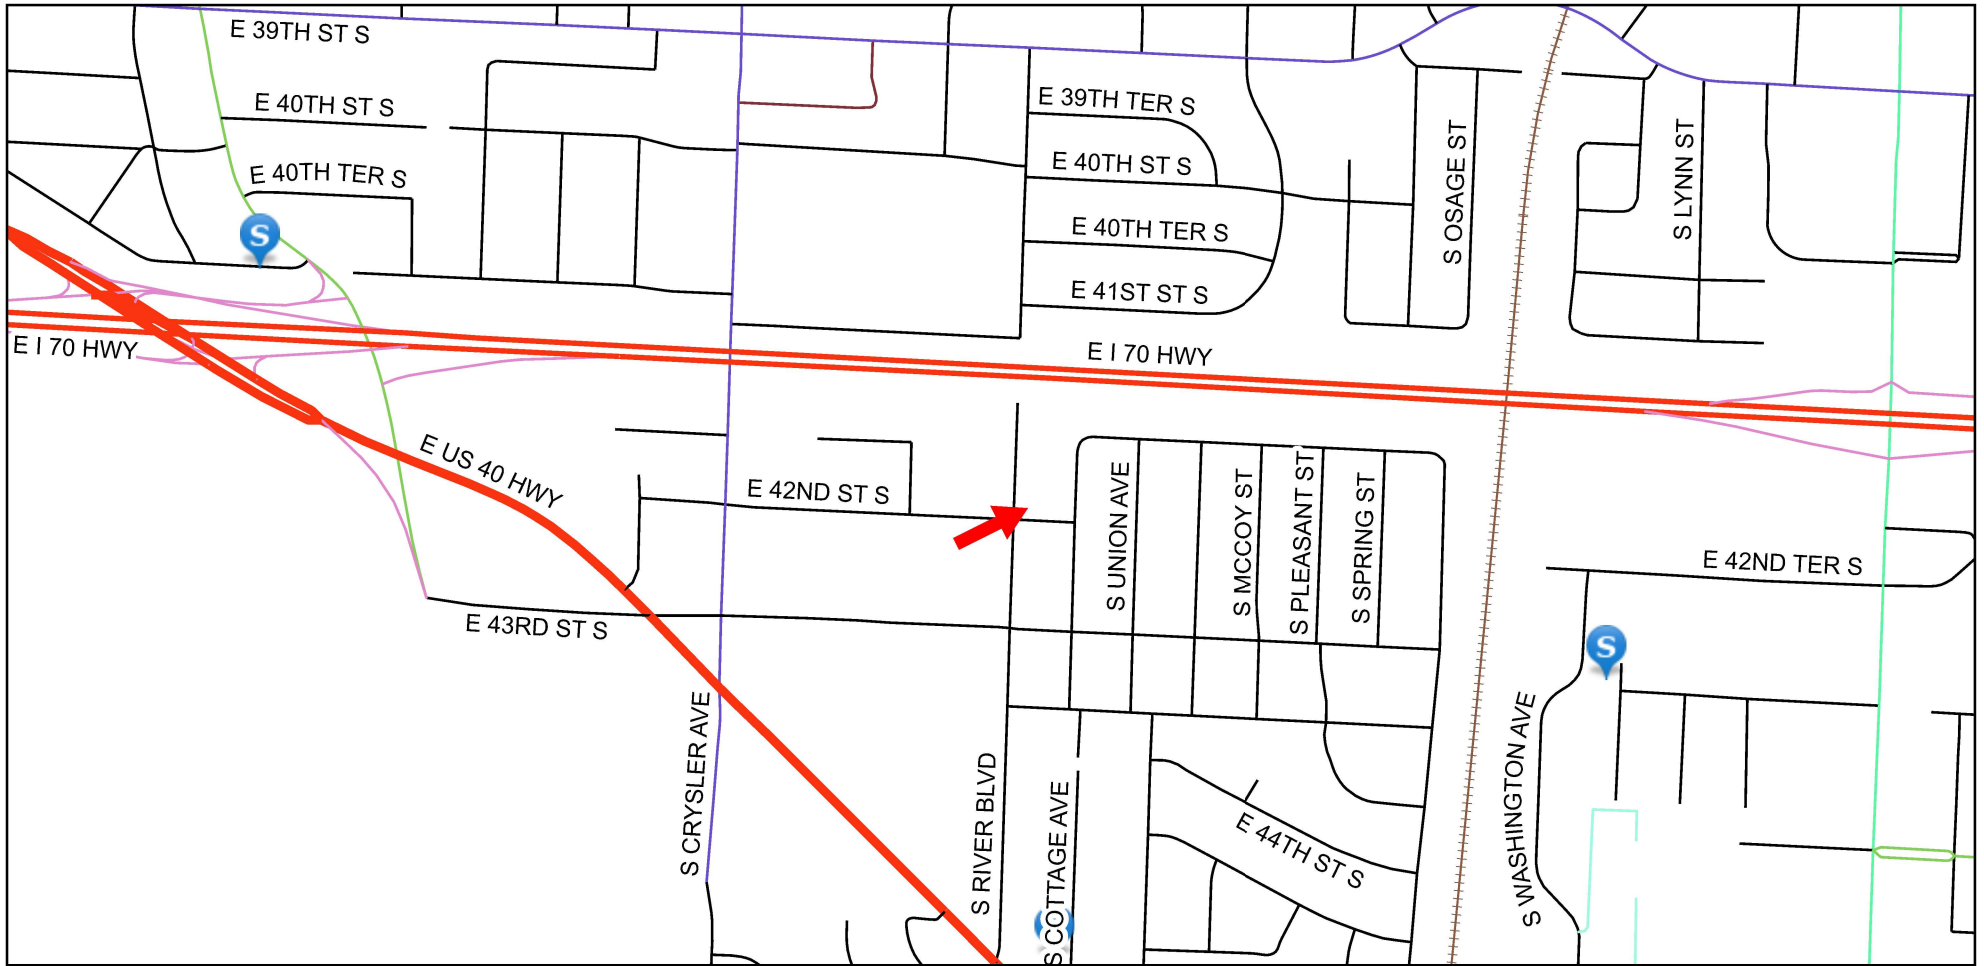 E 39TH ST S
E 40TH ST S
E 39TH TER S
S OSAGE ST
S LYNN ST
E 40TH TER S
E 40TH ST S
S
E 40TH TER S
E 41ST ST S
E I 70 HWY
E I 70 HWY
E US 40 HWY
E 42ND ST S
S UNION AVE
S MCCOY ST
S PLEASANT ST
S SPRING ST
E 42ND TER S
E 43RD ST S
S
S CRYSLER AVE
S RIVER BLVD
S COTTAGE AVE
E 44TH ST S
S WASHINGTON AVE